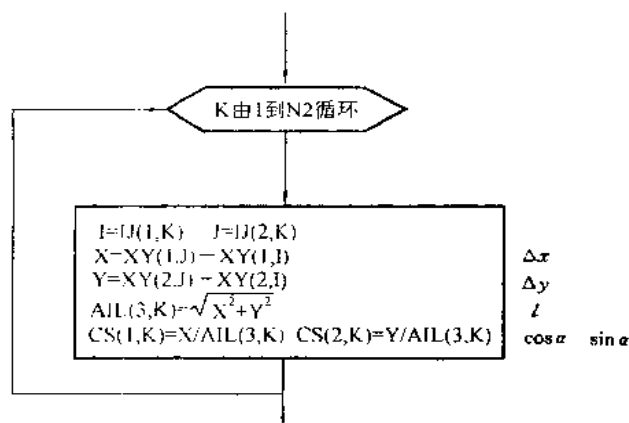 K由1到N2循环
I=IJ(1,K) J=IJ(2,K)
X=XY(1,J)-XY(1,I) Δx
Y=XY(2,J)-XY(2,I) Δy
AIL(3,K)=√X²+Y² l
CS(1,K)=X/AIL(3,K) CS(2,K)=Y/AIL(3,K) cosα sinα